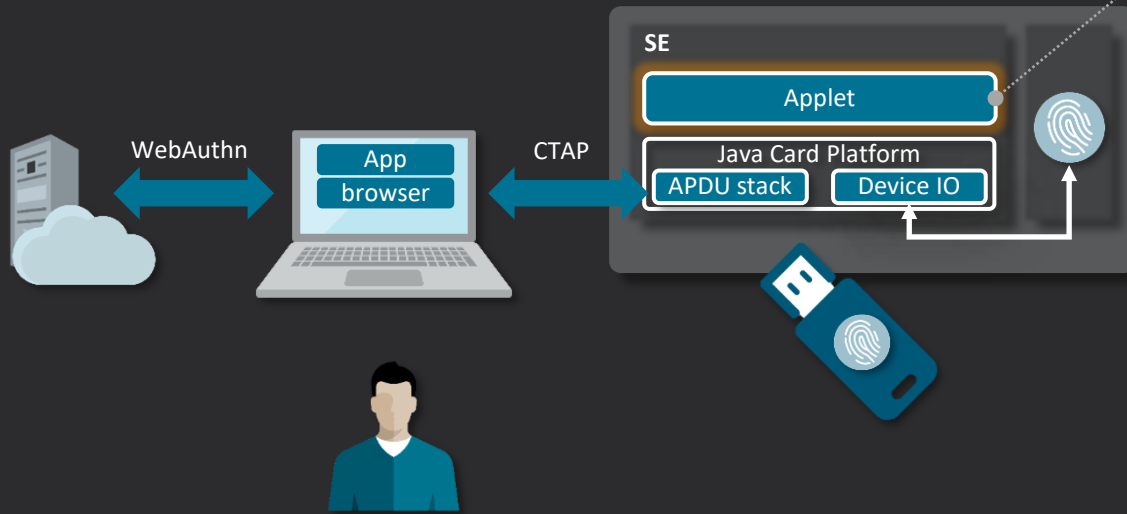 WebAuthn
App
browser
CTAP
SE
Applet
Java Card Platform
APDU stack
Device IO